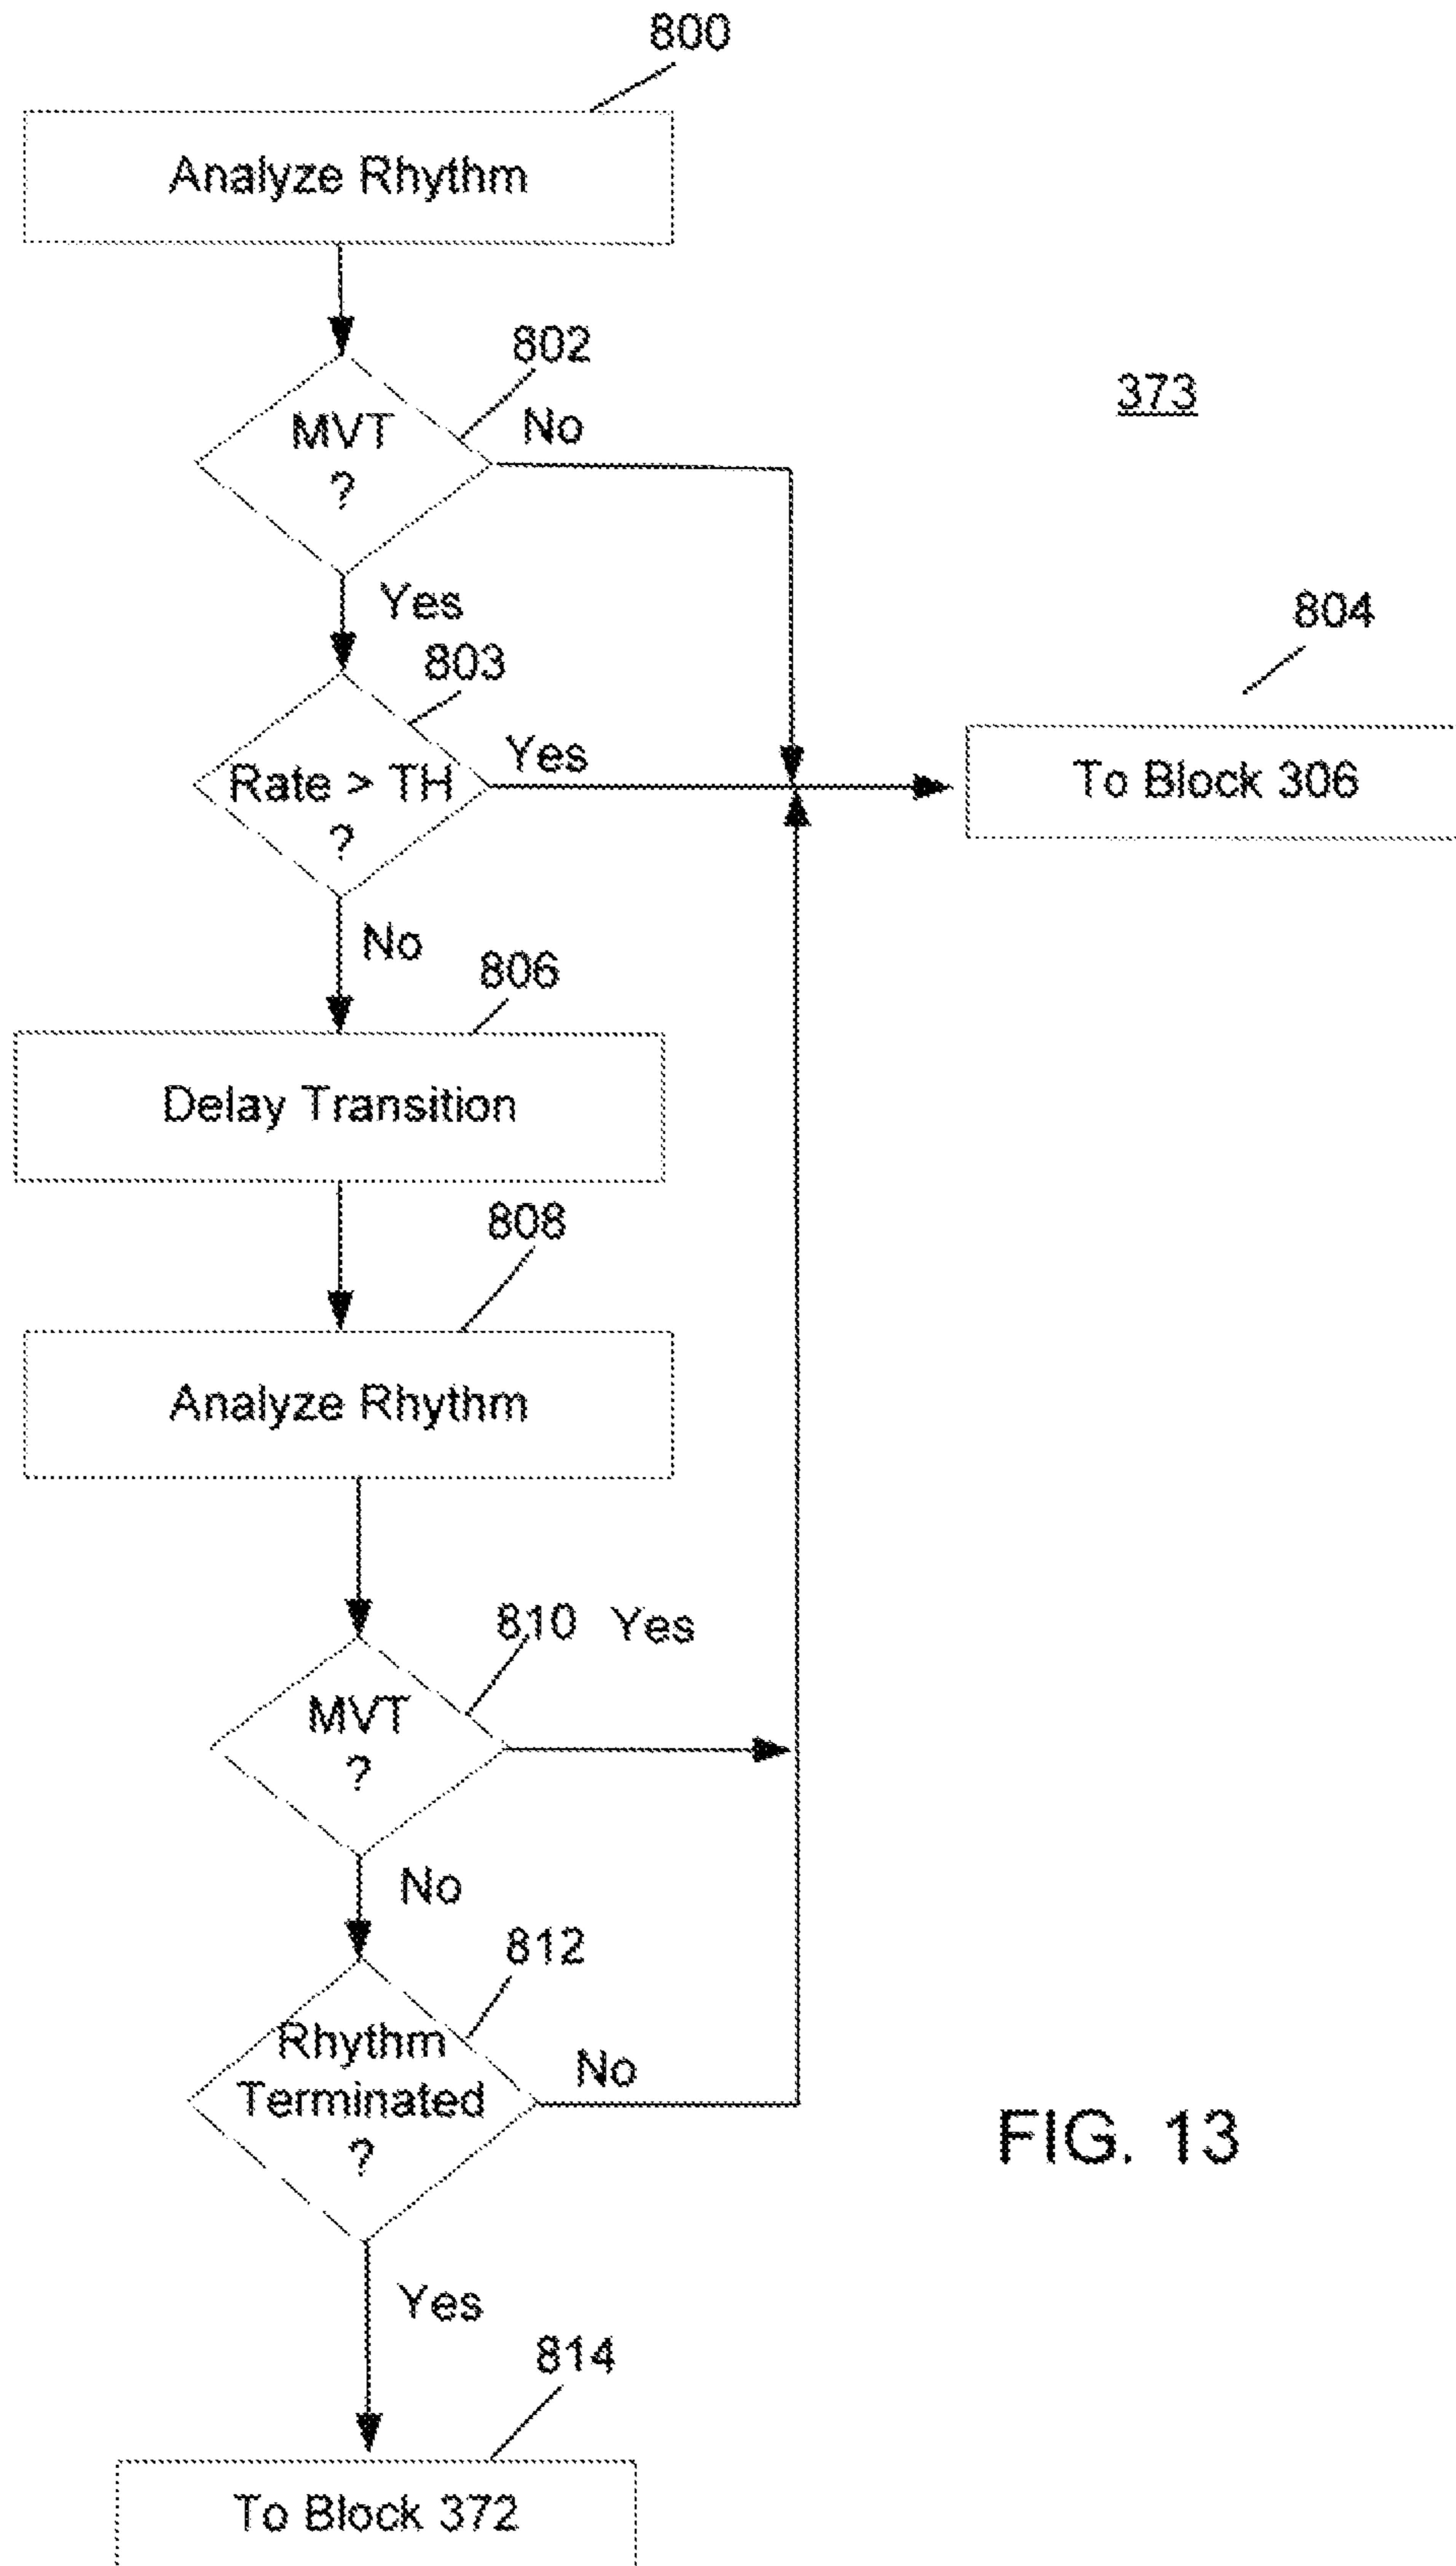 800
Analyze Rhythm
802
MVT
?
No
373
Yes
803
Rate > TH
?
Yes
804
To Block 306
No
806
Delay Transition
808
Analyze Rhythm
810 Yes
MVT
?
No
812
Rhythm
Terminated
?
No
FIG. 13
Yes
814
To Block 372